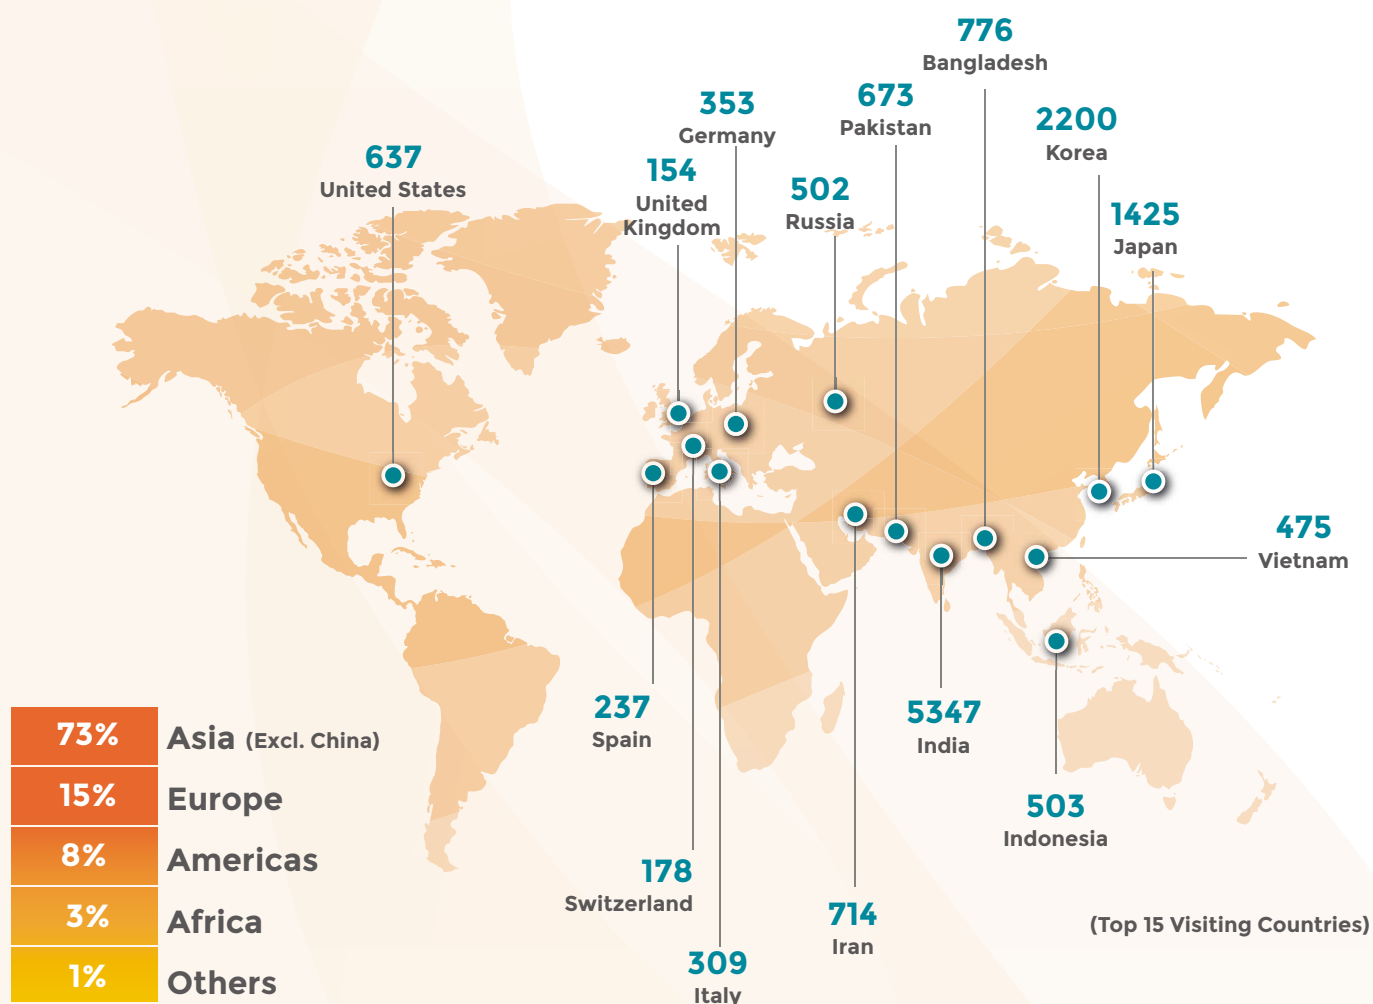 776
Bangladesh
353
Germany
673
Pakistan
2200
Korea
637
United States
154
United
Kingdom
502
Russia
1425
Japan
475
Vietnam
237
Spain
5347
India
503
Indonesia
178
Switzerland
714
Iran
309
Italy
(Top 15 Visiting Countries)
73% Asia (Excl. China)
15% Europe
8% Americas
3% Africa
1% Others